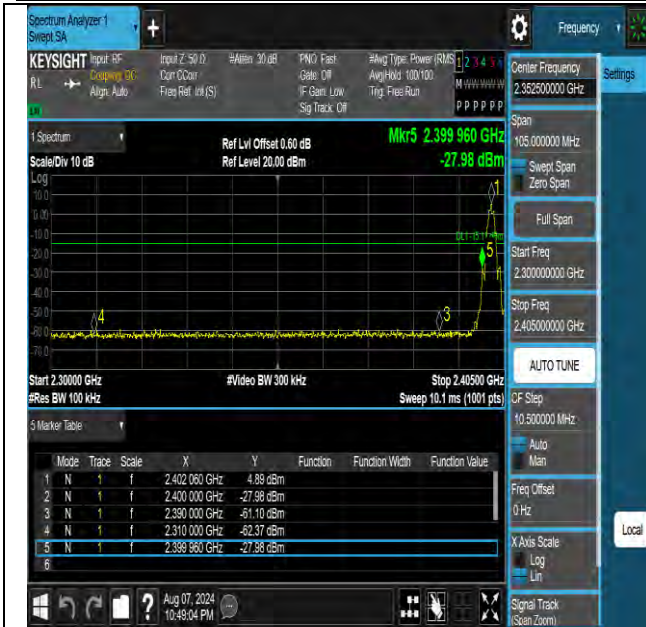 Spectrum Analyzer 1
Swept SA
+
Frequency
KEYSIGHT
Input: RF
Input Z: 50 Ω
#Atten: 30 dB
PNO: Fast
#Avg Type: Power (RMS
1 2 3 4 5 6
RL
Coupling: DC
Corr CCorr
Gate: Off
Avg|Hold: 100/100
M W W W W W
Align: Auto
Freq Ref: Int (S)
IF Gain: Low
Trig: Free Run
Sig Track: Off
P P P P P P
Center Frequency
2.352500000 GHz
Settings
1 Spectrum
Ref Lvl Offset 0.60 dB
Mkr5 2.399 960 GHz
Scale/Div 10 dB
Ref Level 20.00 dBm
-27.98 dBm
Span
105.000000 MHz
Swept Span
Zero Span
Full Span
Log
10.0
0.00
-10.0
-20.0
-30.0
-40.0
-50.0
-60.0
-70.0
1
5
4
3
Start Freq
2.300000000 GHz
Stop Freq
2.405000000 GHz
AUTO TUNE
Start 2.30000 GHz
#Video BW 300 kHz
Stop 2.40500 GHz
#Res BW 100 kHz
Sweep 10.1 ms (1001 pts)
CF Step
10.500000 MHz
Auto
Man
5 Marker Table
Mode Trace Scale X Y Function Function Width Function Value
1 N 1 f 2.402 060 GHz 4.89 dBm
2 N 1 f 2.400 000 GHz -27.98 dBm
3 N 1 f 2.390 000 GHz -61.10 dBm
4 N 1 f 2.310 000 GHz -62.37 dBm
5 N 1 f 2.399 960 GHz -27.98 dBm
6
Freq Offset
0 Hz
Local
X Axis Scale
Log
Lin
Signal Track
(Span Zoom)
?
Aug 07, 2024
10:49:04 PM